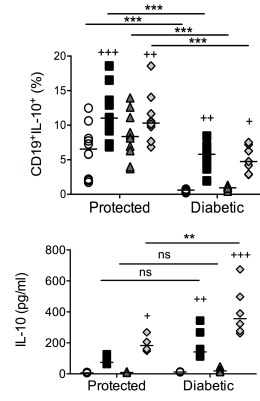 ***
***
***
+++
++
++
+
CD19+IL-10+ (%)
20
15
10
5
0
Protected
Diabetic
**
ns
ns
+++
++
+
IL-10 (pg/ml)
800
600
400
200
0
Protected
Diabetic